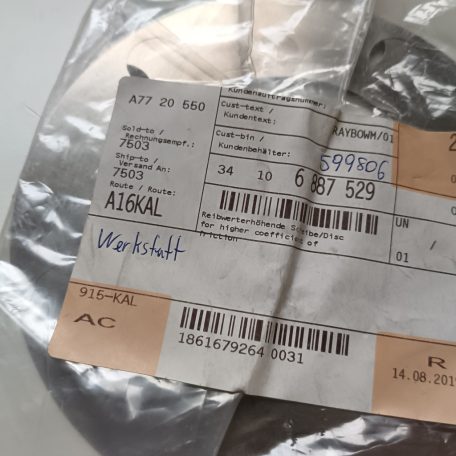 Kundenauftragsnummer:
A77 20 550
Cust-text /
Kundentext:
RAYBOWM/01
Sold-to /
Rechnungsempf.:
7503
Cust-bin /
Kundenbehälter:
599806
Ship-to /
Versand An:
7503
34 10 6 887 529
Route / Route:
A16KAL
Reibwerterhöhende Scheibe/Disc
for higher coefficient of
friction
UN
/
01
Werkstatt
915-KAL
AC
1861679264 0031
R
14.08.201